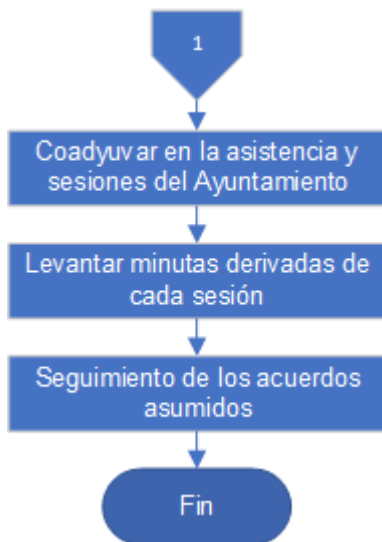 1
Coadyuvar en la asistencia y
sesiones del Ayuntamiento
Levantar minutas derivadas de
cada sesión
Seguimiento de los acuerdos
asumidos
Fin